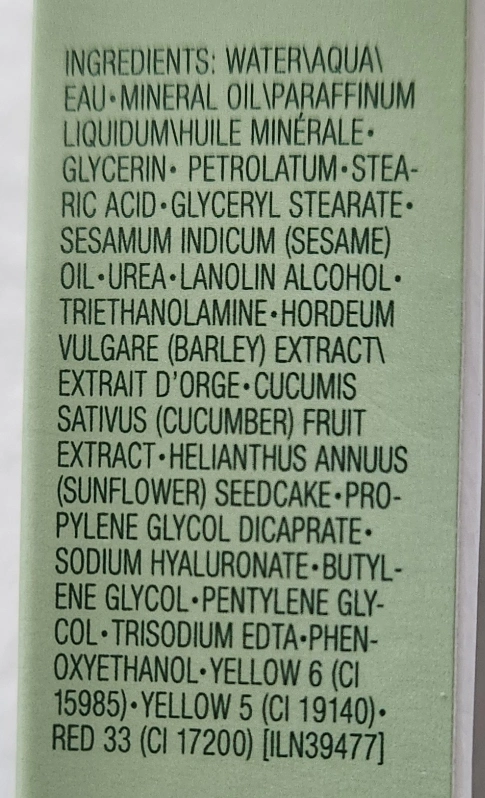 INGREDIENTS: WATER\AQUA\
EAU•MINERAL OIL\PARAFFINUM
LIQUIDUM\HUILE MINÉRALE•
GLYCERIN• PETROLATUM•STEA-
RIC ACID•GLYCERYL STEARATE•
SESAMUM INDICUM (SESAME)
OIL•UREA•LANOLIN ALCOHOL•
TRIETHANOLAMINE•HORDEUM
VULGARE (BARLEY) EXTRACT\
EXTRAIT D'ORGE•CUCUMIS
SATIVUS (CUCUMBER) FRUIT
EXTRACT•HELIANTHUS ANNUUS
(SUNFLOWER) SEEDCAKE•PRO-
PYLENE GLYCOL DICAPRATE•
SODIUM HYALURONATE•BUTYL-
ENE GLYCOL•PENTYLENE GLY-
COL•TRISODIUM EDTA•PHEN-
OXYETHANOL•YELLOW 6 (CI
15985)•YELLOW 5 (CI 19140)•
RED 33 (CI 17200) [ILN39477]